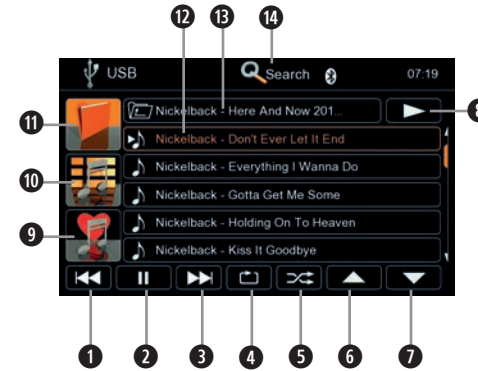 12 13 14
USB Search 07:19
11 Nickelback - Here And Now 201... 8
Nickelback - Don't Ever Let It End
10 Nickelback - Everything I Wanna Do
Nickelback - Gotta Get Me Some
9 Nickelback - Holding On To Heaven
Nickelback - Kiss It Goodbye
1 2 3 4 5 6 7